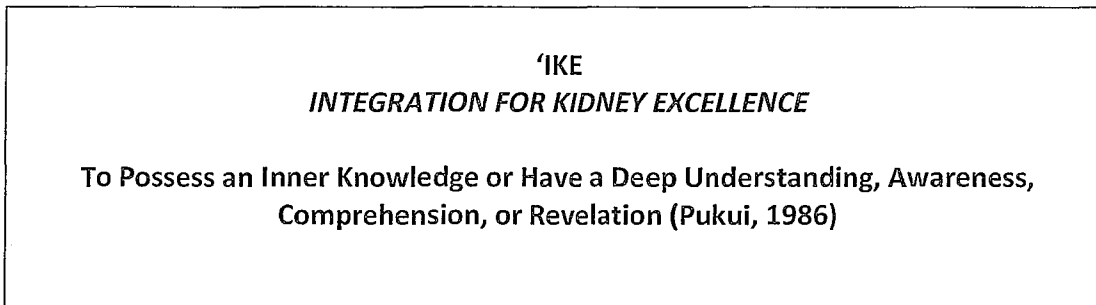 ‘IKE
INTEGRATION FOR KIDNEY EXCELLENCE
To Possess an Inner Knowledge or Have a Deep Understanding, Awareness,
Comprehension, or Revelation (Pukui, 1986)